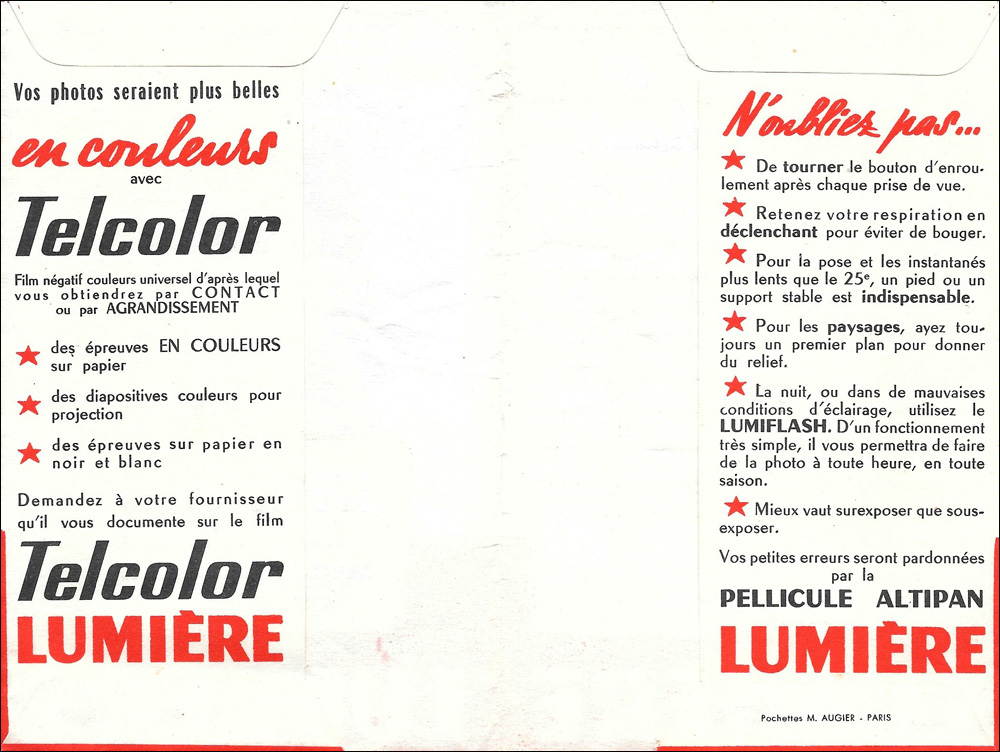 Vos photos seraient plus belles
en couleurs
avec
Telcolor
Film négatif couleurs universel d'après lequel
vous obtiendrez par CONTACT
ou par AGRANDISSEMENT
★ des épreuves EN COULEURS
sur papier
★ des diapositives couleurs pour
projection
★ des épreuves sur papier en
noir et blanc
Demandez à votre fournisseur
qu'il vous documente sur le film
Telcolor
LUMIÈRE
N'oubliez pas...
★ De tourner le bouton d'enrou-
lement après chaque prise de vue.
★ Retenez votre respiration en
déclenchant pour éviter de bouger.
★ Pour la pose et les instantanés
plus lents que le 25e, un pied ou un
support stable est indispensable.
★ Pour les paysages, ayez tou-
jours un premier plan pour donner
du relief.
★ La nuit, ou dans de mauvaises
conditions d'éclairage, utilisez le
LUMIFLASH. D'un fonctionnement
très simple, il vous permettra de faire
de la photo à toute heure, en toute
saison.
★ Mieux vaut surexposer que sous-
exposer.
Vos petites erreurs seront pardonnées
par la
PELLICULE ALTIPAN
LUMIÈRE
Pochettes M. AUGIER - PARIS